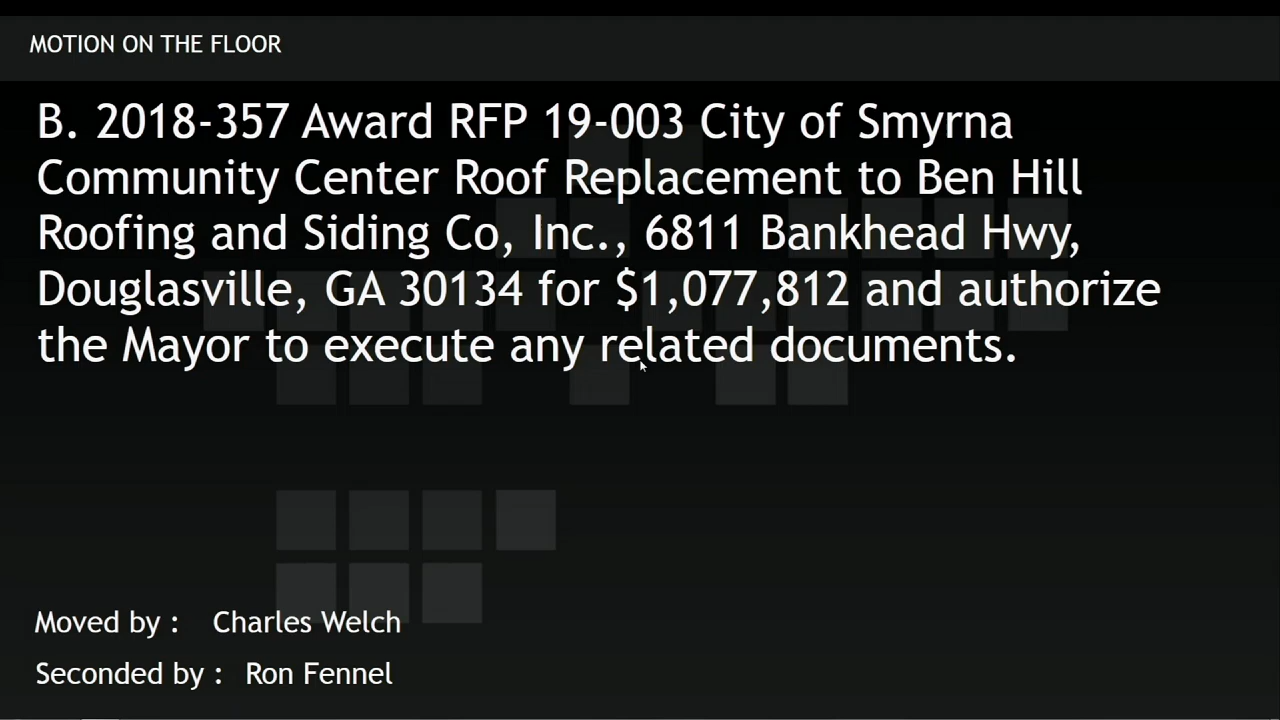 MOTION ON THE FLOOR
B. 2018-357 Award RFP 19-003 City of Smyrna
Community Center Roof Replacement to Ben Hill
Roofing and Siding Co, Inc., 6811 Bankhead Hwy,
Douglasville, GA 30134 for $1,077,812 and authorize
the Mayor to execute any related documents.
Moved by : Charles Welch
Seconded by : Ron Fennel